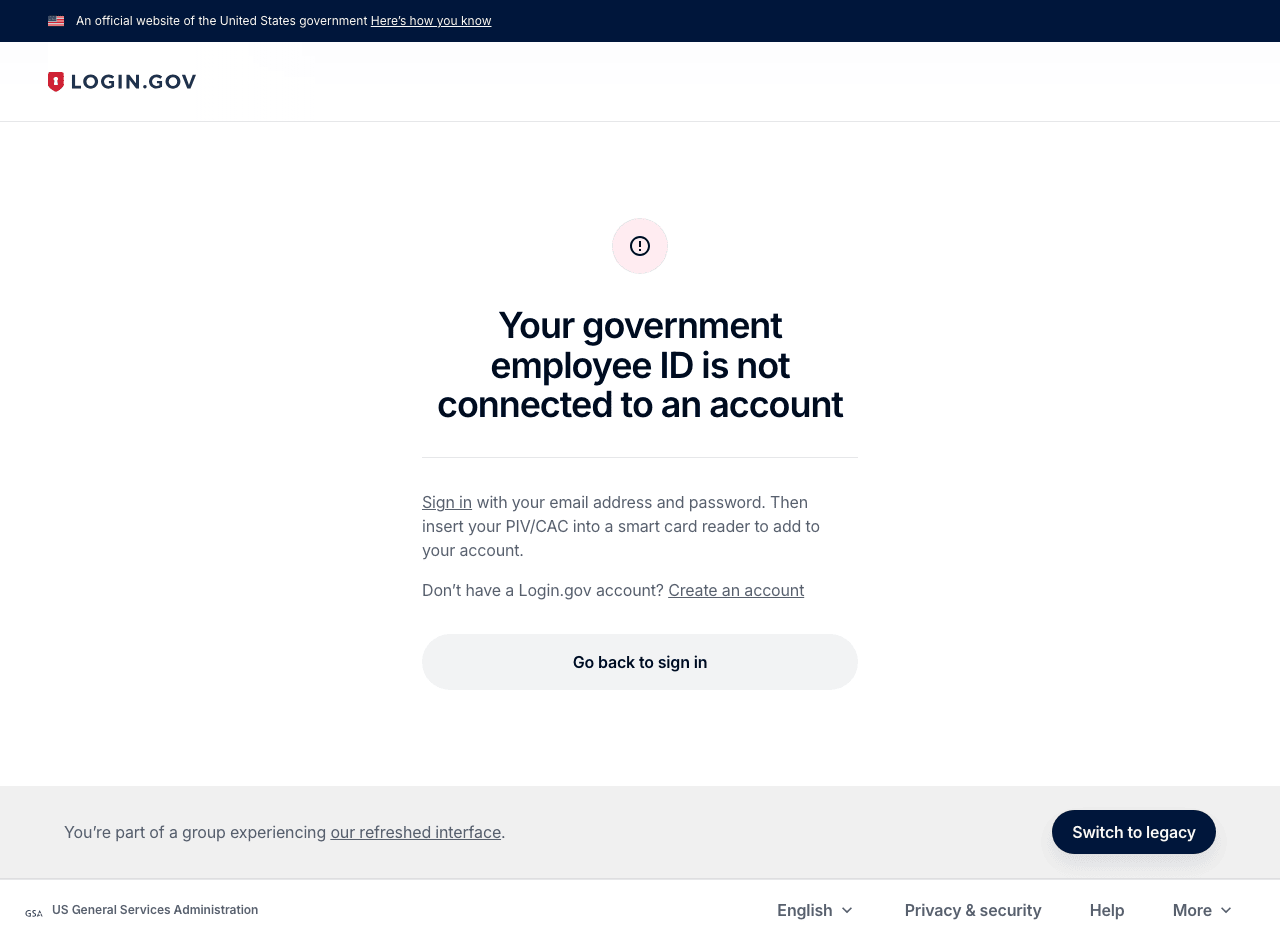 An official website of the United States government Here’s how you know
LOGIN.GOV
Your government
employee ID is not
connected to an account
Sign in with your email address and password. Then
insert your PIV/CAC into a smart card reader to add to
your account.
Don’t have a Login.gov account? Create an account
Go back to sign in
You’re part of a group experiencing our refreshed interface.
Switch to legacy
GSA US General Services Administration
English
Privacy & security
Help
More